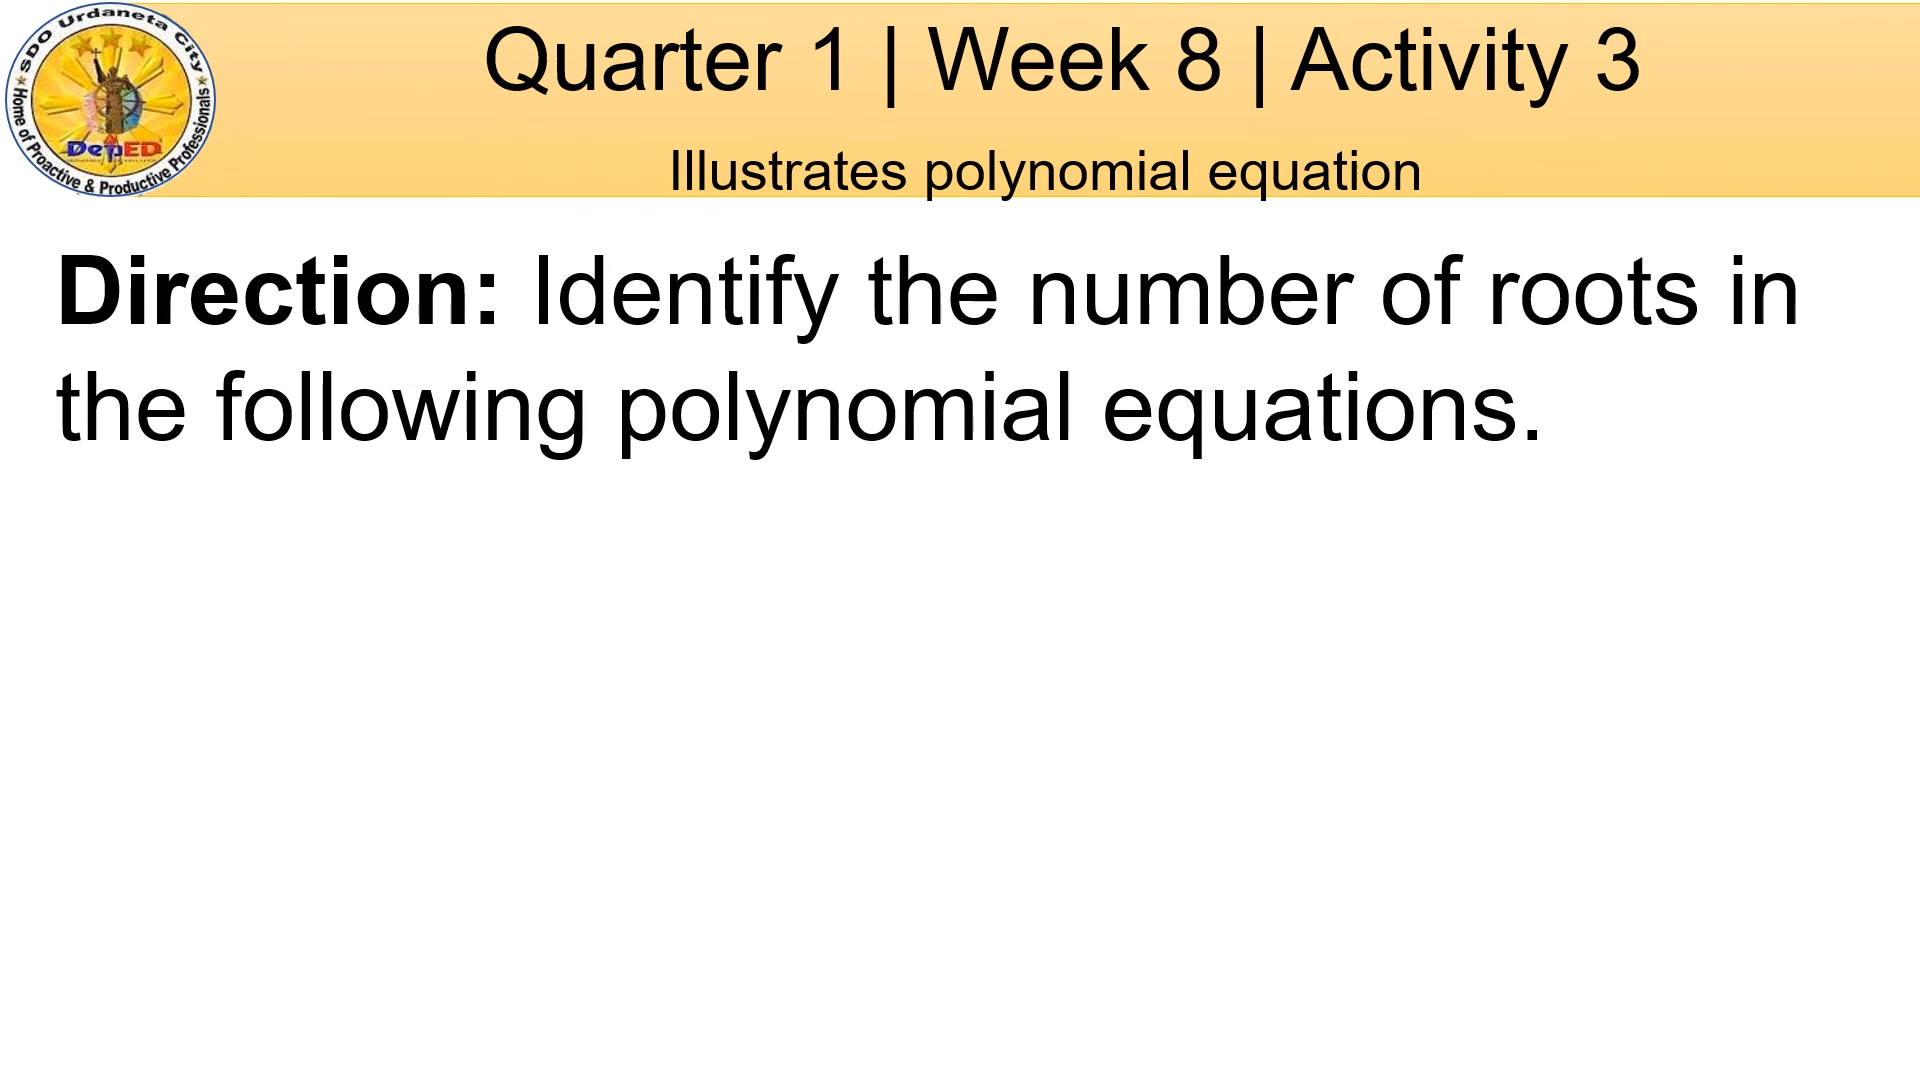 SDO Urdaneta City
Home of Proactive & Productive Professionals
DepED
Quarter 1 | Week 8 | Activity 3
Illustrates polynomial equation
Direction: Identify the number of roots in
the following polynomial equations.